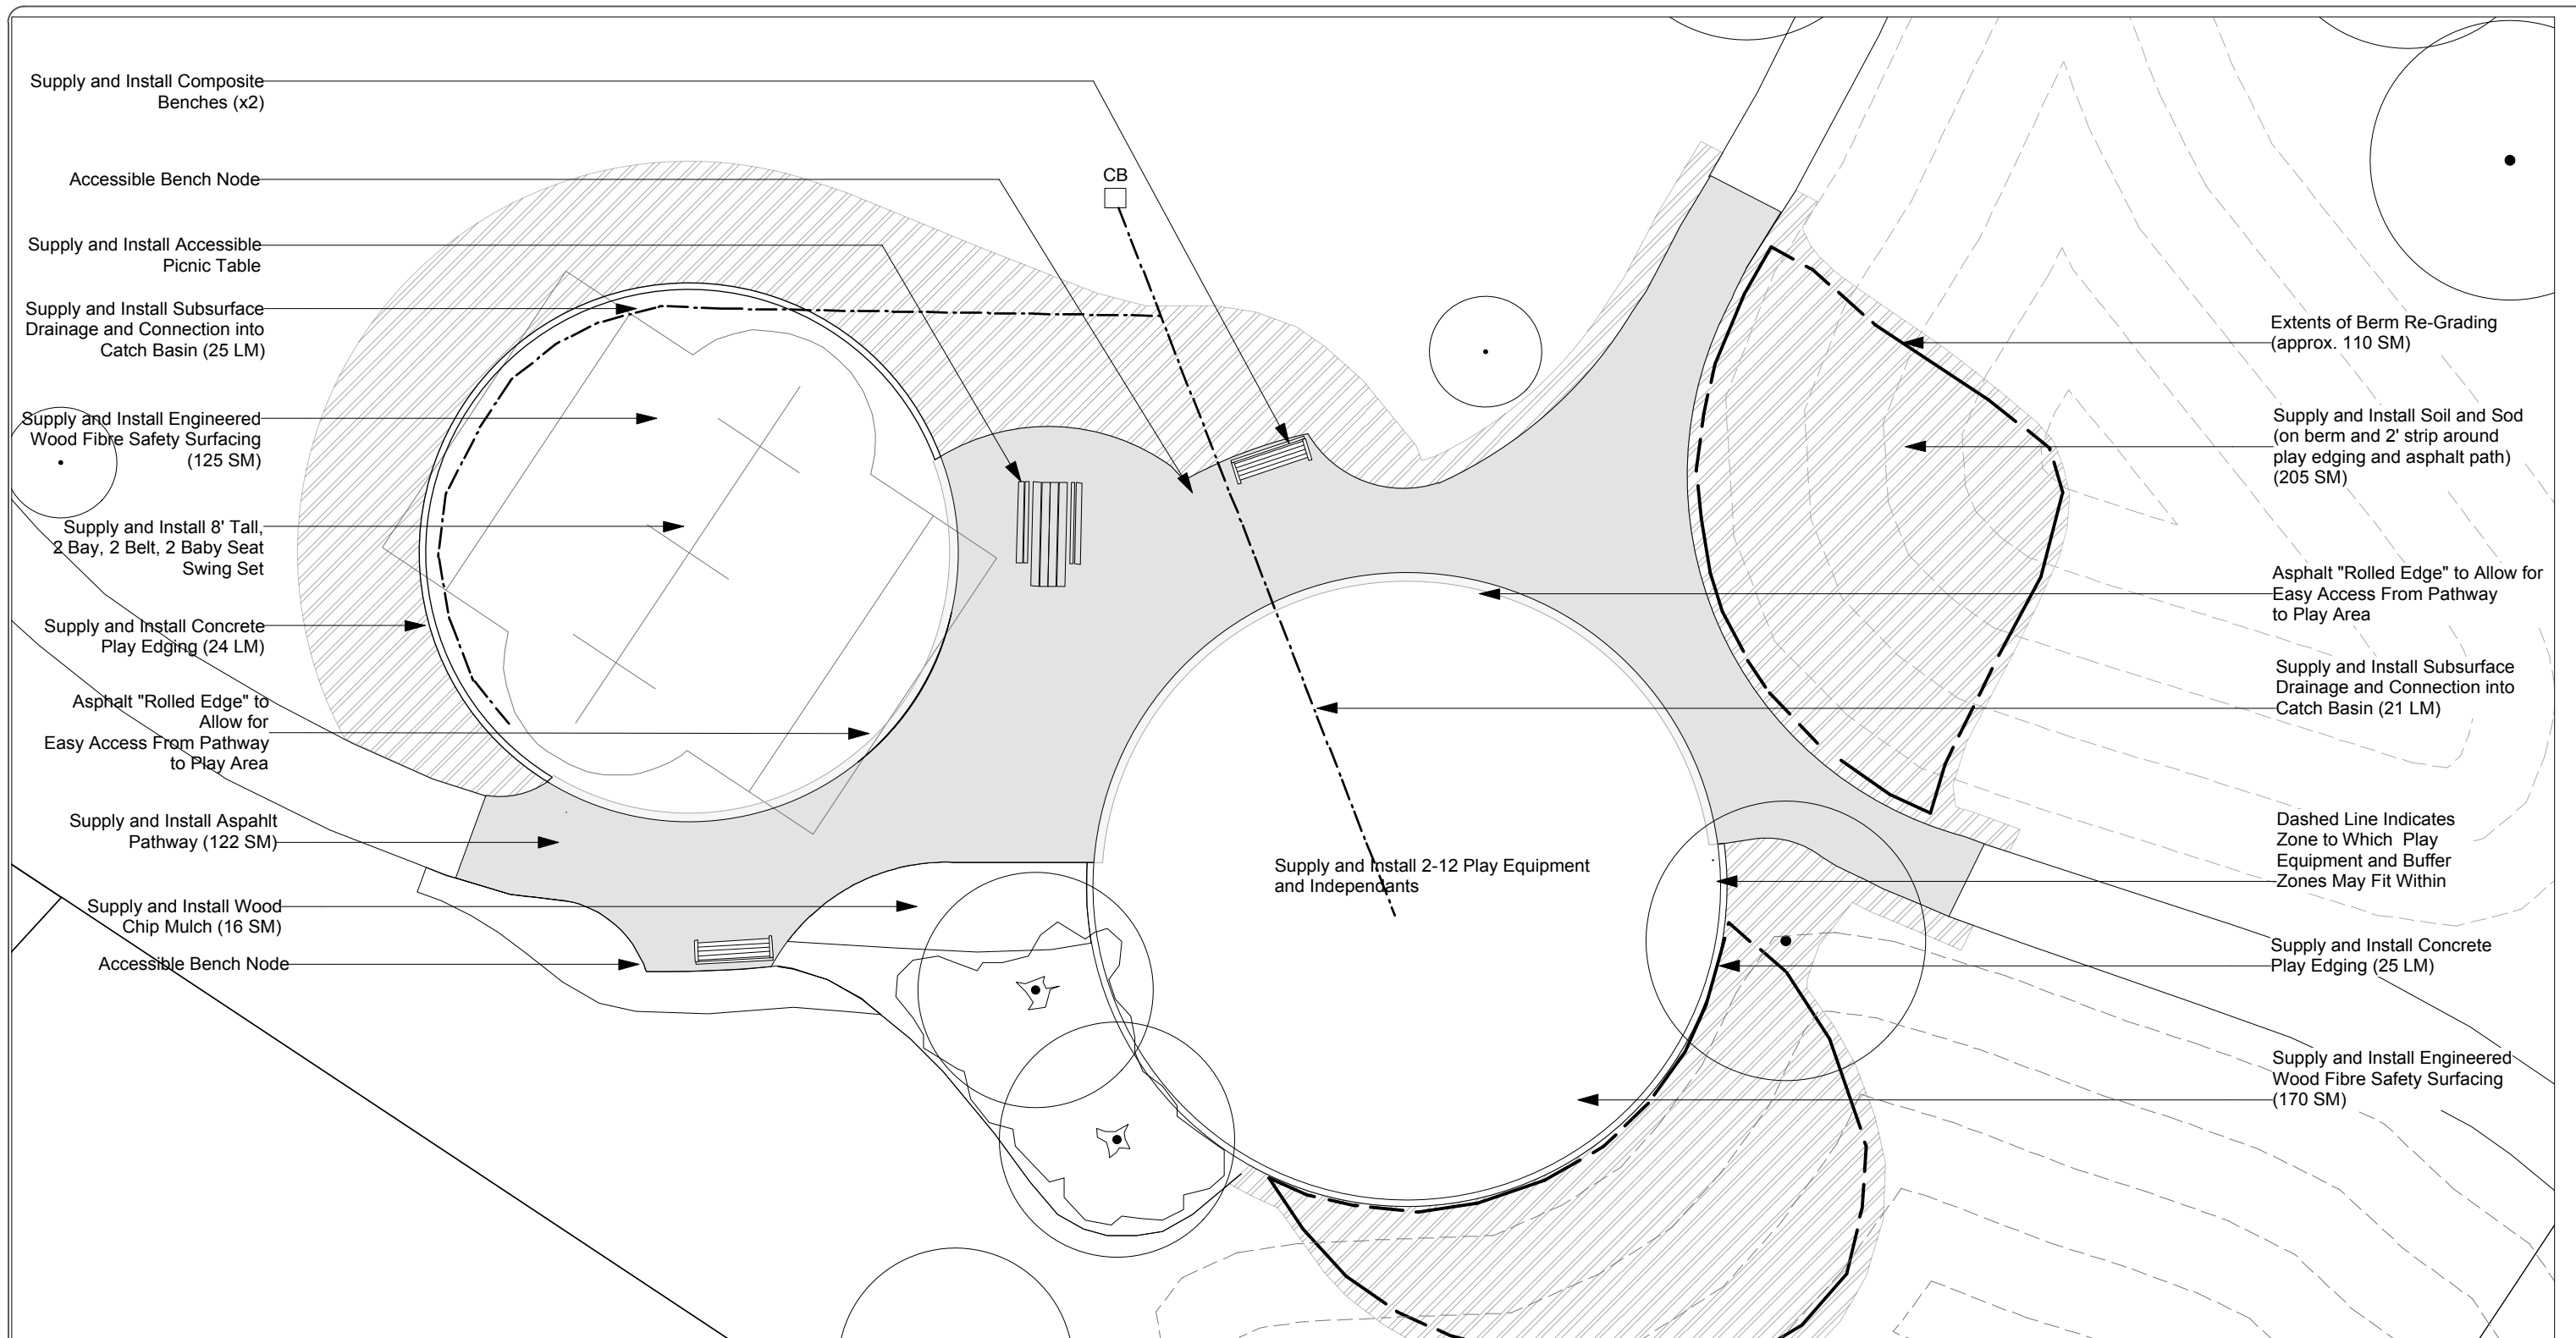 Supply and Install Composite
Benches (x2)
Accessible Bench Node
Supply and Install Accessible
Picnic Table
Supply and Install Subsurface
Drainage and Connection into
Catch Basin (25 LM)
Supply and Install Engineered
Wood Fibre Safety Surfacing
(125 SM)
Supply and Install 8' Tall,
2 Bay, 2 Belt, 2 Baby Seat
Swing Set
Supply and Install Concrete
Play Edging (24 LM)
Asphalt "Rolled Edge" to
Allow for
Easy Access From Pathway
to Play Area
Supply and Install Aspahlt
Pathway (122 SM)
Supply and Install Wood
Chip Mulch (16 SM)
Accessible Bench Node
CB
Supply and Install 2-12 Play Equipment
and Independants
Extents of Berm Re-Grading
(approx. 110 SM)
Supply and Install Soil and Sod
(on berm and 2' strip around
play edging and asphalt path)
(205 SM)
Asphalt "Rolled Edge" to Allow for
Easy Access From Pathway
to Play Area
Supply and Install Subsurface
Drainage and Connection into
Catch Basin (21 LM)
Dashed Line Indicates
Zone to Which Play
Equipment and Buffer
Zones May Fit Within
Supply and Install Concrete
Play Edging (25 LM)
Supply and Install Engineered
Wood Fibre Safety Surfacing
(170 SM)